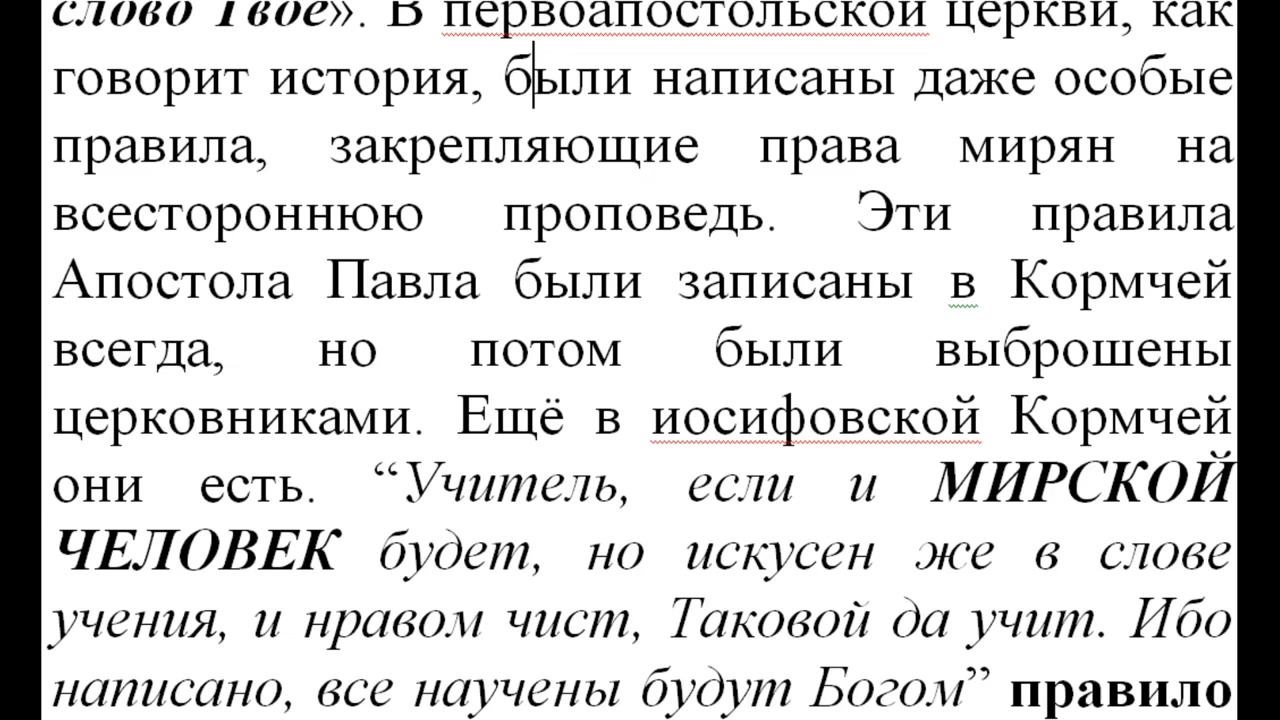 слово Твое». В первоапостольской церкви, как
говорит история, были написаны даже особые
правила, закрепляющие права мирян на
всестороннюю проповедь. Эти правила
Апостола Павла были записаны в Кормчей
всегда, но потом были выброшены
церковниками. Ещё в иосифовской Кормчей
они есть. “Учитель, если и МИРСКОЙ
ЧЕЛОВЕК будет, но искусен же в слове
учения, и нравом чист, Таковой да учит. Ибо
написано, все научены будут Богом” правило